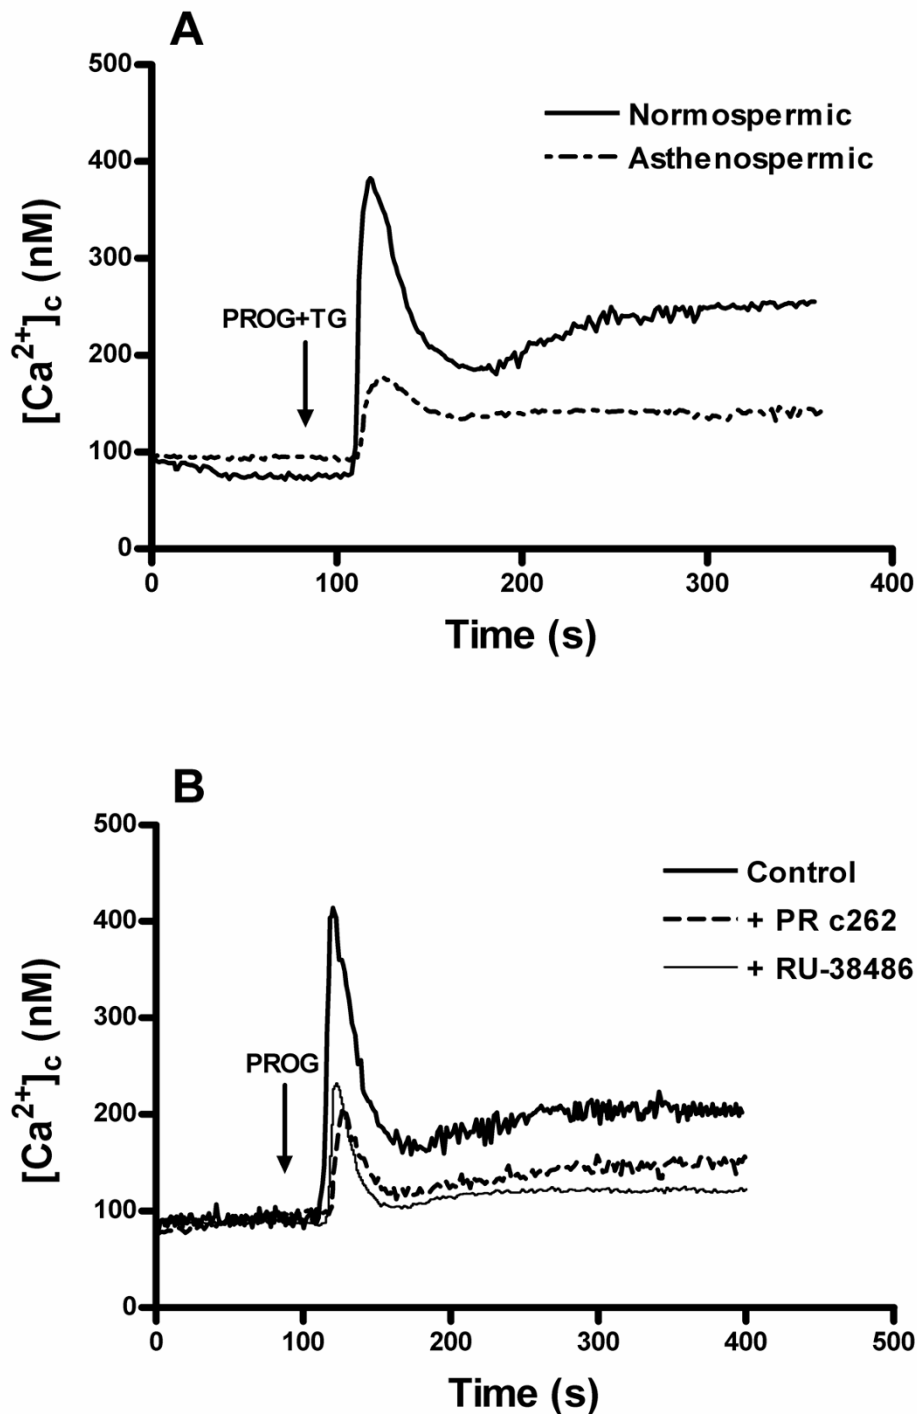 A
500
Normospermic
Asthenospermic
400
300
PROG+TG
[Ca²⁺]c (nM)
200
100
0
0 100 200 300 400
Time (s)
B
500
Control
+ PR c262
+ RU-38486
400
300
PROG
[Ca²⁺]c (nM)
200
100
0
0 100 200 300 400 500
Time (s)